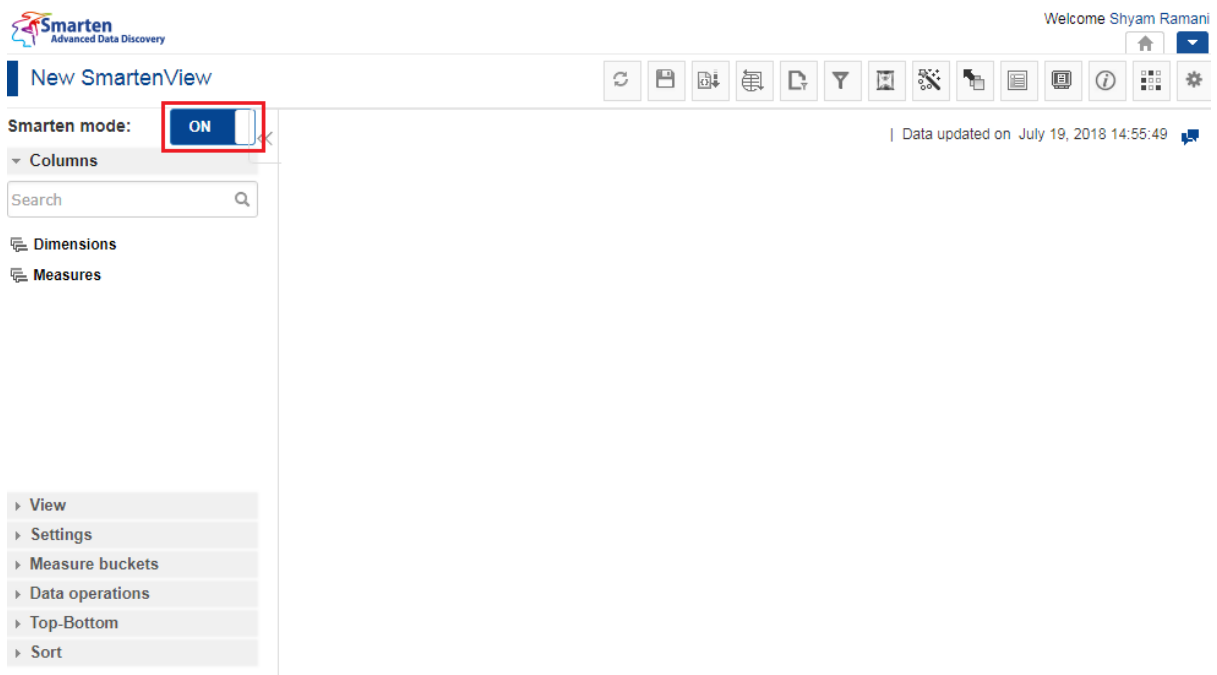 Smarten
Advanced Data Discovery
Welcome Shyam Ramani
New SmartenView
Smarten mode:
ON
| Data updated on July 19, 2018 14:55:49
Columns
Search
Dimensions
Measures
View
Settings
Measure buckets
Data operations
Top-Bottom
Sort